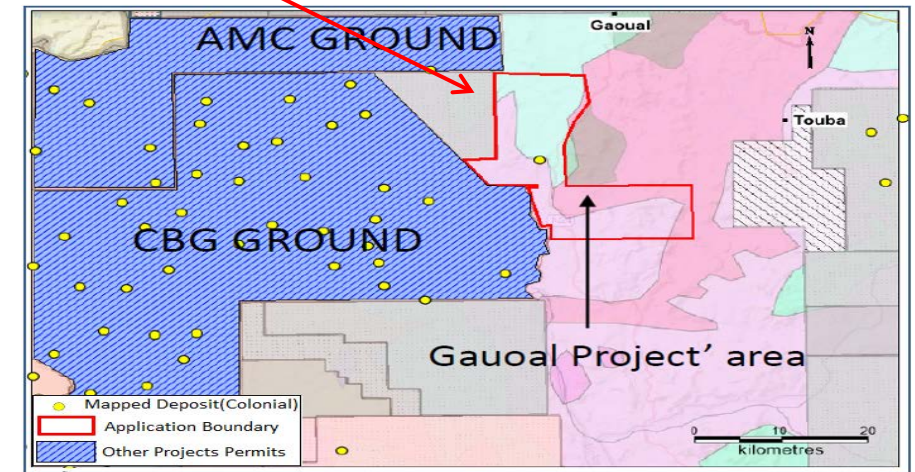 AMC GROUND
Gaoual
N
Touba
CBG GROUND
Gauoal Project’ area
Mapped Deposit(Colonial)
Application Boundary
Other Projects Permits
0 10 20
kilometres